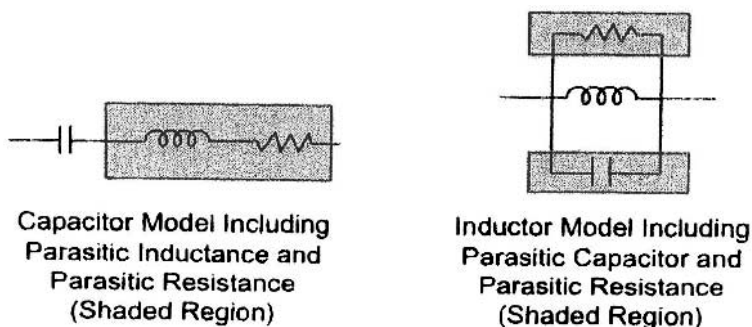 Capacitor Model Including
Parasitic Inductance and
Parasitic Resistance
(Shaded Region)
Inductor Model Including
Parasitic Capacitor and
Parasitic Resistance
(Shaded Region)